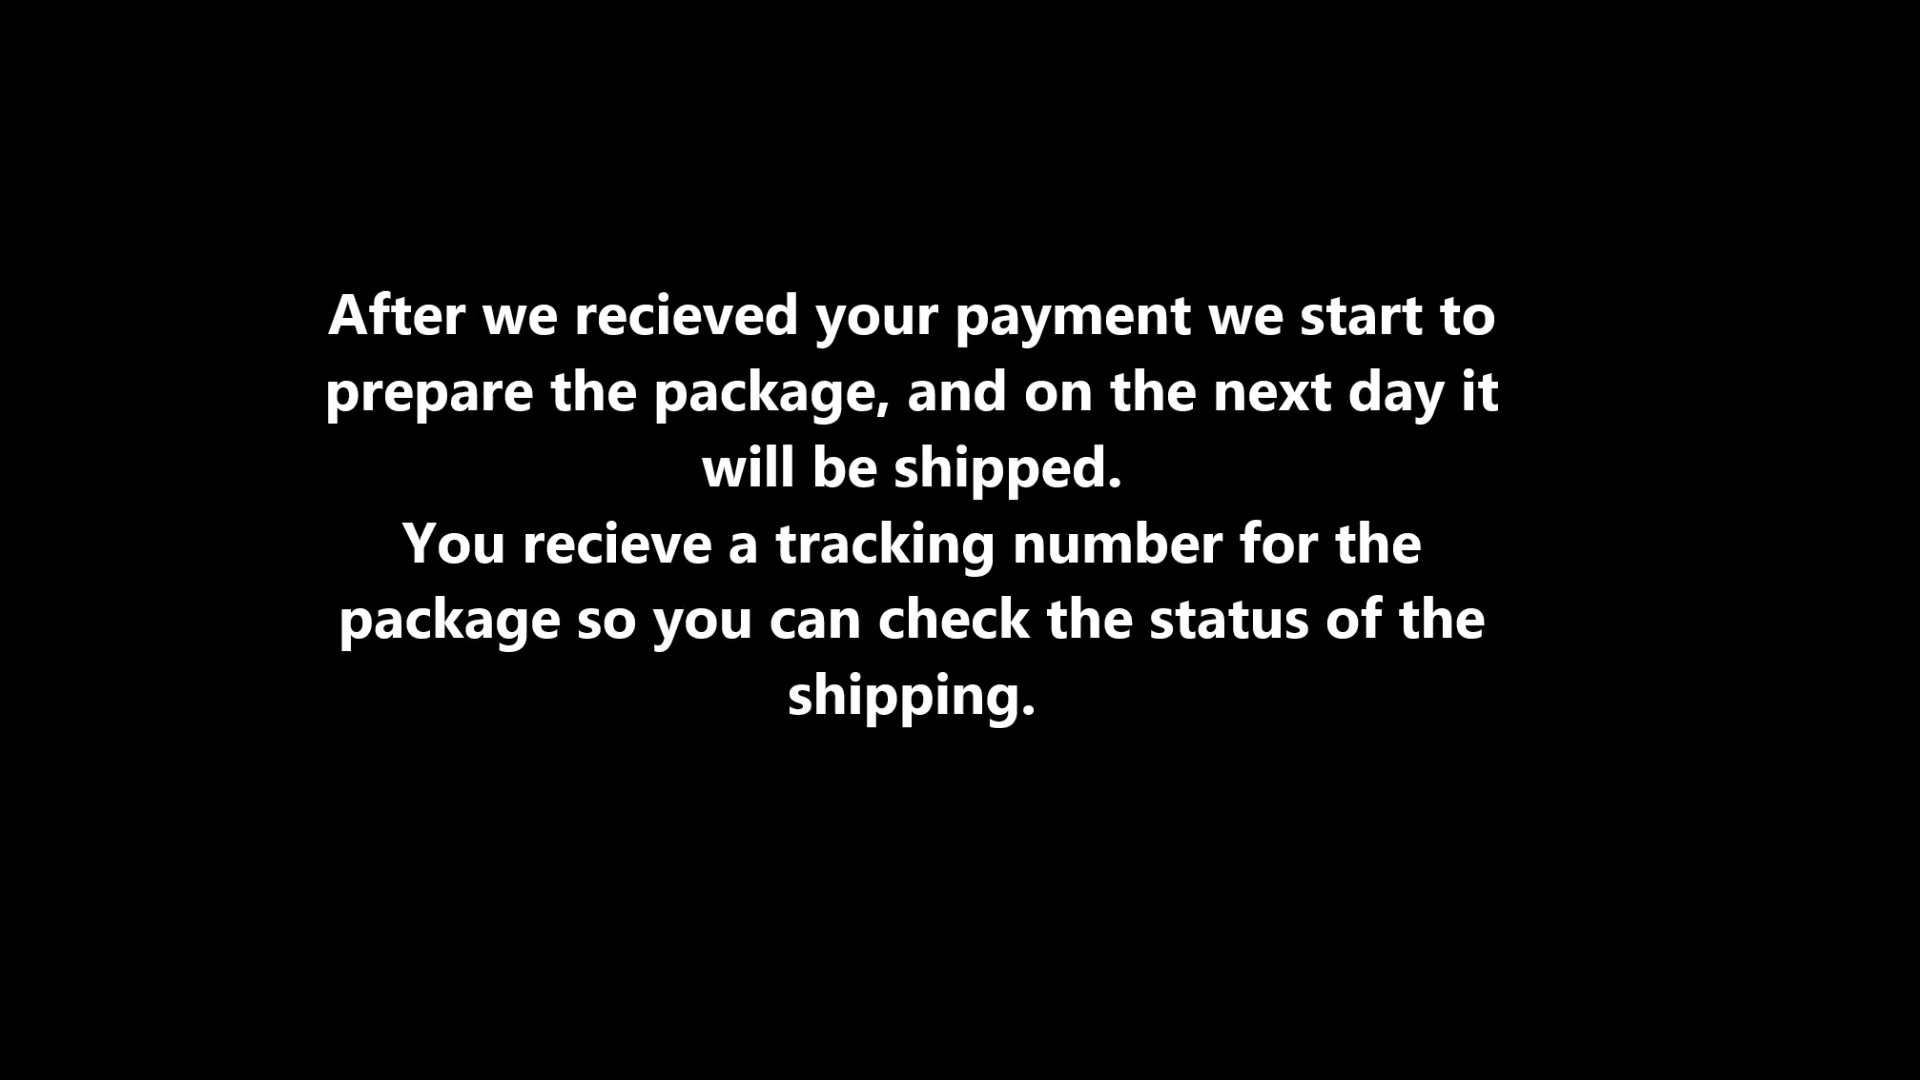 After we recieved your payment we start to
prepare the package, and on the next day it
will be shipped.
You recieve a tracking number for the
package so you can check the status of the
shipping.